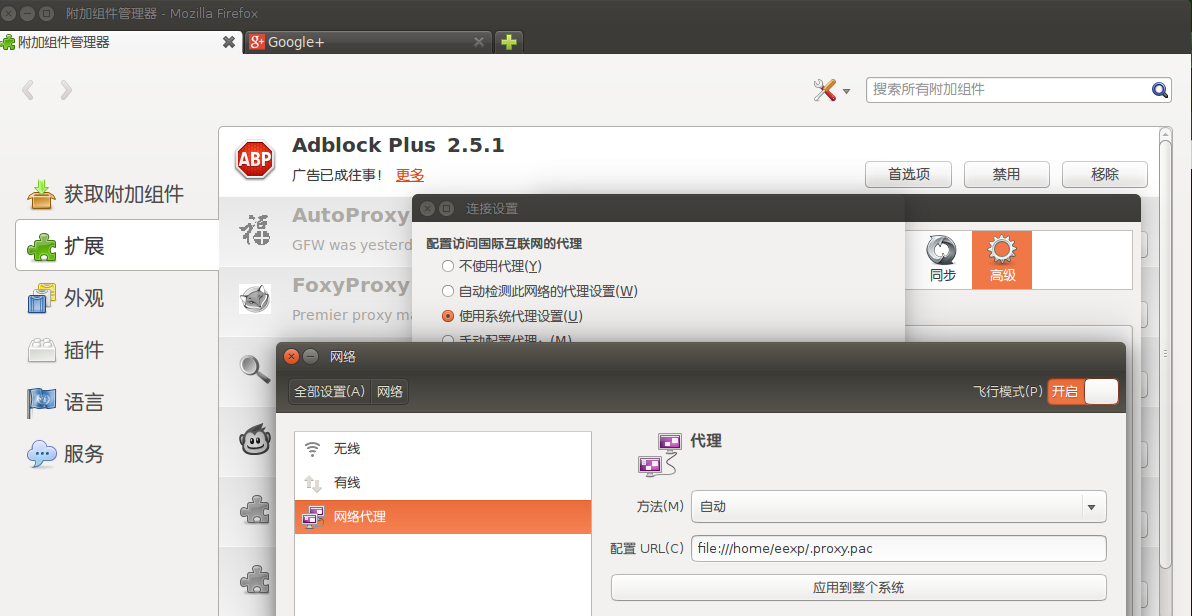 附加组件管理器 - Mozilla Firefox
附加组件管理器
Google+
搜索所有附加组件
获取附加组件
扩展
外观
插件
语言
服务
ABP
Adblock Plus 2.5.1
广告已成往事! 更多
首选项
禁用
移除
福
AutoProxy
GFW was yesterd
FoxyProxy
Premier proxy ma
连接设置
配置访问国际互联网的代理
不使用代理(Y)
自动检测此网络的代理设置(W)
使用系统代理设置(U)
手动配置代理：(M)
同步
高级
网络
全部设置(A)
网络
飞行模式(P)
开启
无线
有线
网络代理
代理
方法(M)
自动
配置 URL(C)
file:///home/eexp/.proxy.pac
应用到整个系统